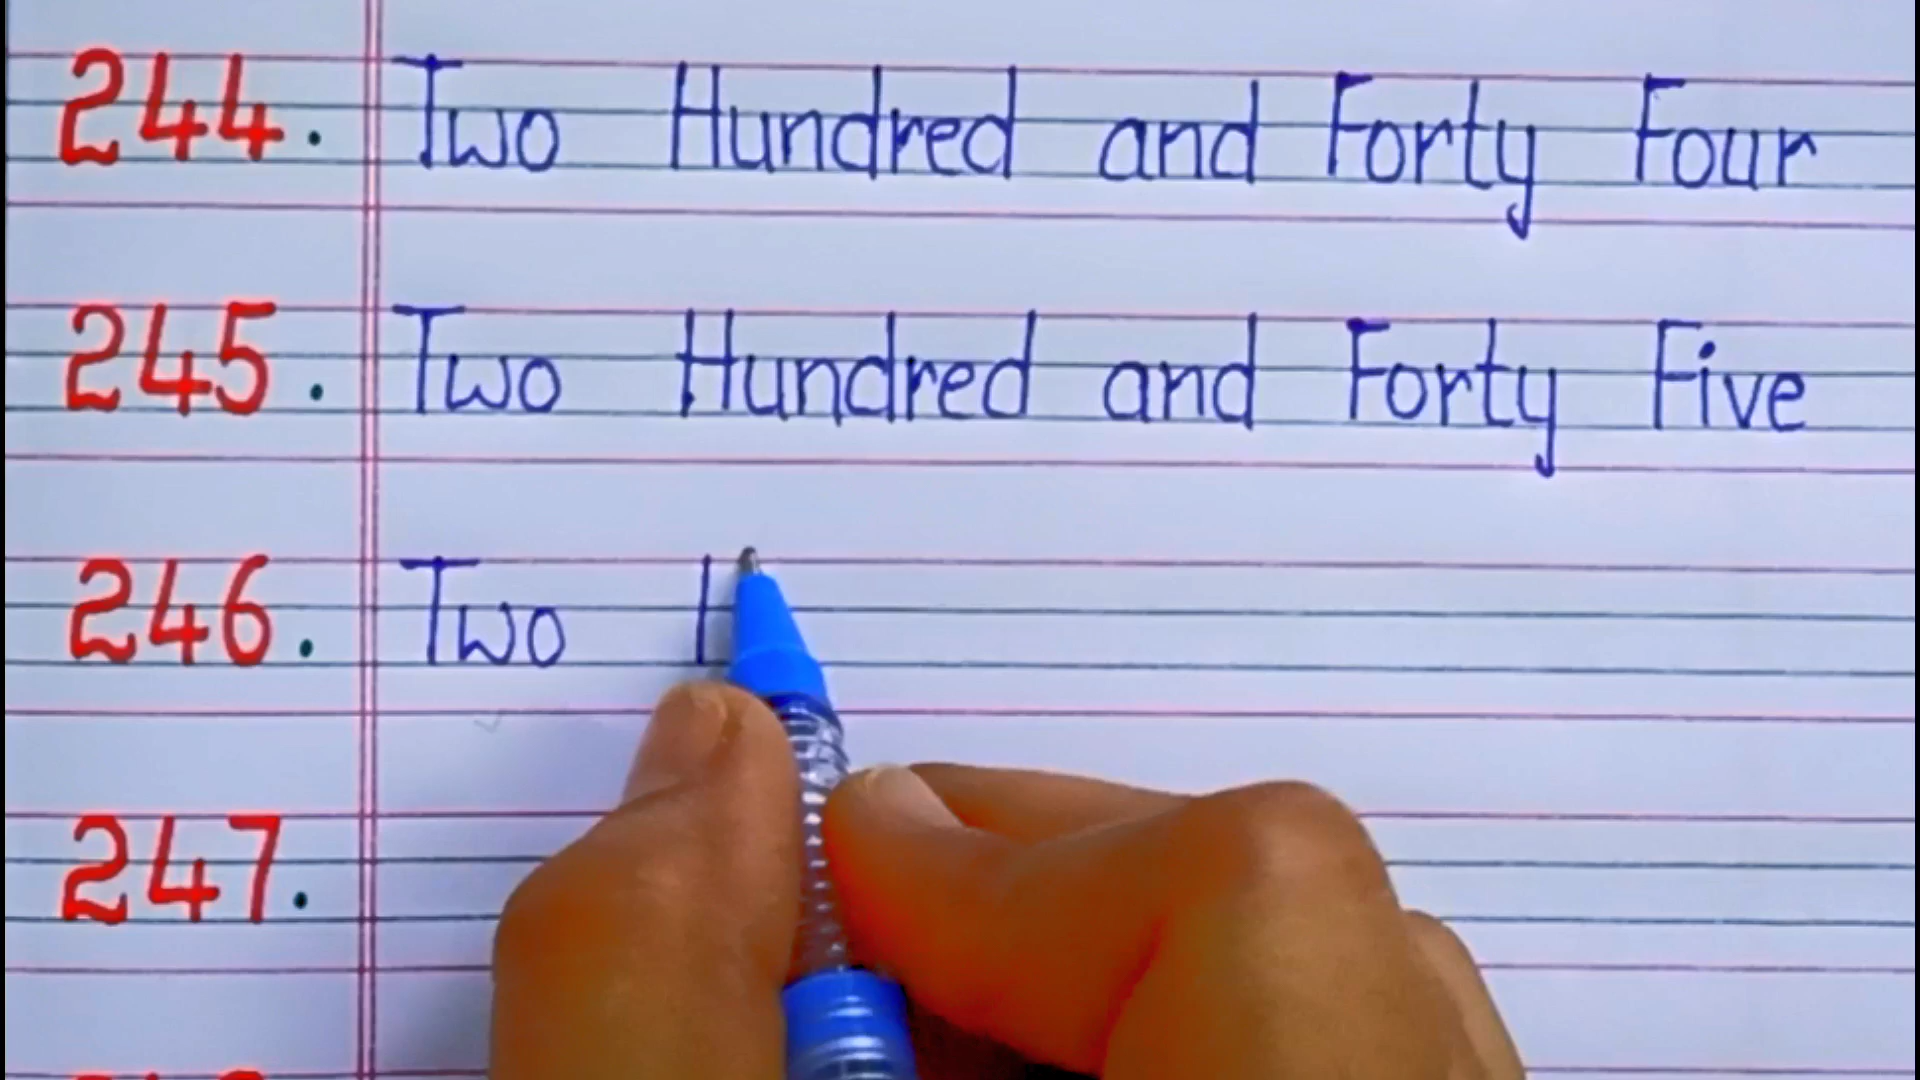 244. Two Hundred and Forty Four
245. Two Hundred and Forty Five
246. Two
247.